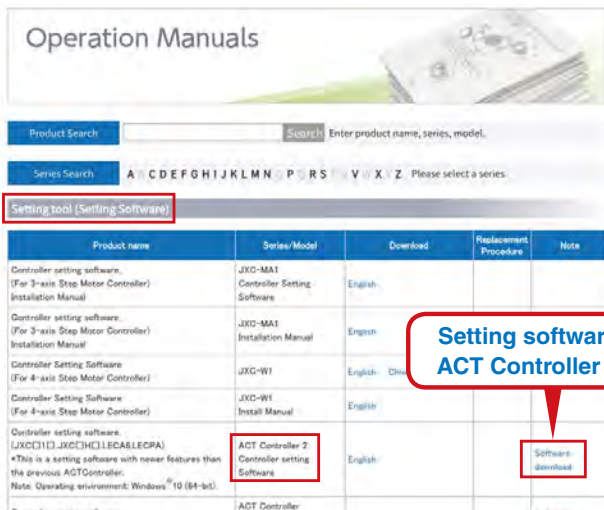 Operation Manuals
Product Search
Search Enter product name, series, model.
Series Search A C D E F G H I J K L M N P R S V X Z Please select a series
Setting tool (Setting Software)
Product name Series/Model Download Replacement Procedure Note
Controller setting software.
(For 3-axis Step Motor Controller)
Installation Manual
JXC-MA1
Controller Setting
Software
English
Controller setting software.
(For 3-axis Step Motor Controller)
Installation Manual
JXC-MA1
Installation Manual
English
Controller Setting Software
(For 4-axis Step Motor Controller)
JXC-W1
English
Controller Setting Software
(For 4-axis Step Motor Controller)
JXC-W1
Install Manual
English
Setting softwar
ACT Controller
Controller setting software.
(JXC□1□.JXC□H□.LECA6.LECPA)
*This is a setting software with newer features than
the previous ACTController.
Note: Operating environment: Windows®10 (64-bit).
ACT Controller 2
Controller setting
Software
English
Software
download
ACT Controller